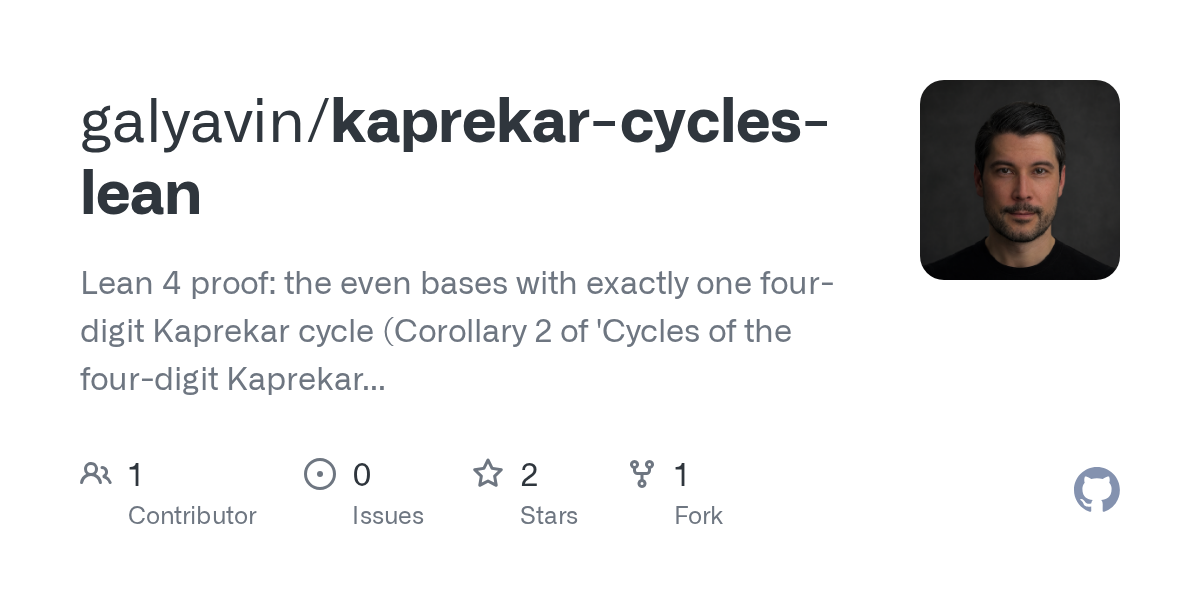 galyavin/kaprekar-cycles-
lean
Lean 4 proof: the even bases with exactly one four-
digit Kaprekar cycle (Corollary 2 of 'Cycles of the
four-digit Kaprekar...
1 0 2 1
Contributor Issues Stars Fork